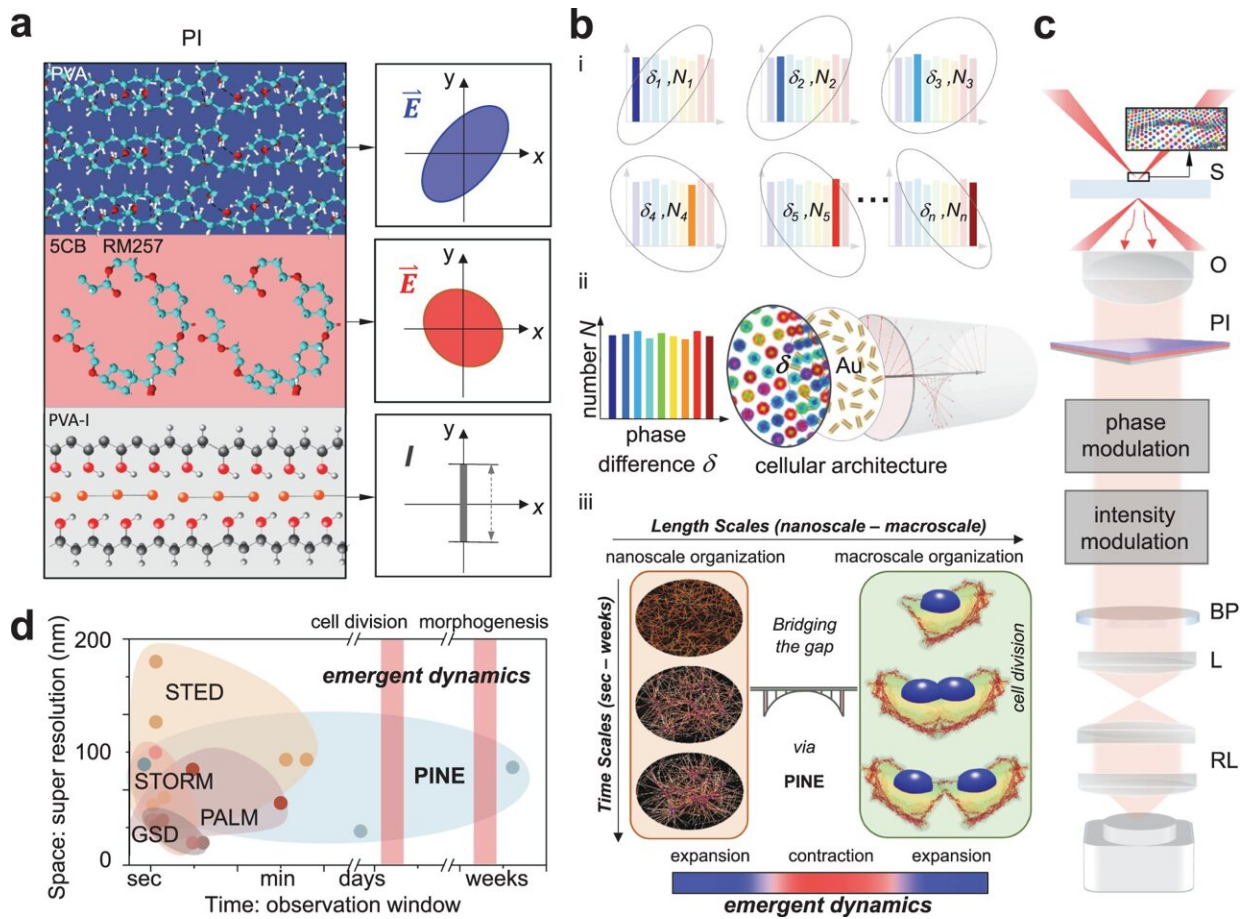 a
PI
PVA
y
E
x
5CB RM257
y
E
x
PVA-I
y
I
x
b
i
δ1 ,N1
δ2 ,N2
δ3 ,N3
δ4 ,N4
δ5 ,N5
...
δn ,Nn
ii
number N
phase
difference δ
δ
Au
cellular architecture
iii
Length Scales (nanoscale – macroscale)
nanoscale organization
macroscale organization
Time Scales (sec – weeks)
Bridging
the gap
via
PINE
cell division
expansion
contraction
expansion
emergent dynamics
c
S
O
PI
phase
modulation
intensity
modulation
BP
L
RL
d
Space: super resolution (nm)
200
100
0
cell division
morphogenesis
emergent dynamics
STED
STORM
PALM
GSD
PINE
sec
min
days
weeks
Time: observation window